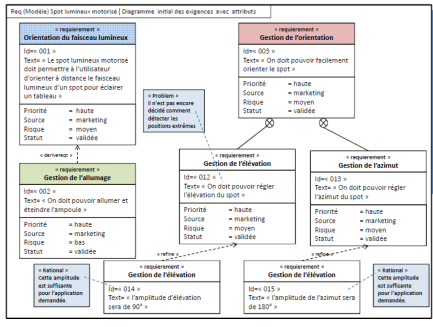 Req (Modèle) Spot lumineux motorisé | Diagramme initial des exigences avec attributs
« requierement »
Orientation du faisceau lumineux
Id=« 001 »
Text= « Le spot lumineux motorisé
doit permettre à l'utilisateur
d'orienter à distance le faisceau
lumineux d'un spot pour éclairer
un tableau »
Priorité = haute
Source = marketing
Risque = moyen
Statut = validée
« derivereqt »
« requierement »
Gestion de l'allumage
Id=« 002 »
Text= « On doit pouvoir allumer et
éteindre l'ampoule »
Priorité = haute
Source = marketing
Risque = bas
Statut = validée
« requierement »
Gestion de l'orientation
Id=« 003 »
Text= « On doit pouvoir facilement
orienter le spot »
Priorité = haute
Source = marketing
Risque = moyen
Statut = validée
« Problem »
Il n'est pas encore
décidé comment
détecter les
positions extrêmes
« requierement »
Gestion de l'élévation
Id=« 012 »
Text= « On doit pouvoir régler
l'élévation du spot »
Priorité = haute
Source = marketing
Risque = moyen
Statut = validée
« requierement »
Gestion de l'azimut
Id=« 013 »
Text= « On doit pouvoir régler
l'azimut du spot »
Priorité = haute
Source = marketing
Risque = moyen
Statut = validée
« refine »
« refine »
« Rational »
Cette amplitude
est suffisante
pour l'application
demandée.
« requierement »
Gestion de l'élévation
Id=« 014 »
Text= « l'amplitude d'élévation
sera de 90° »
« requierement »
Gestion de l'élévation
Id=« 015 »
Text= « l'amplitude de l'azimut sera
de 180° »
« Rational »
Cette amplitude
est suffisante
pour l'application
demandée.